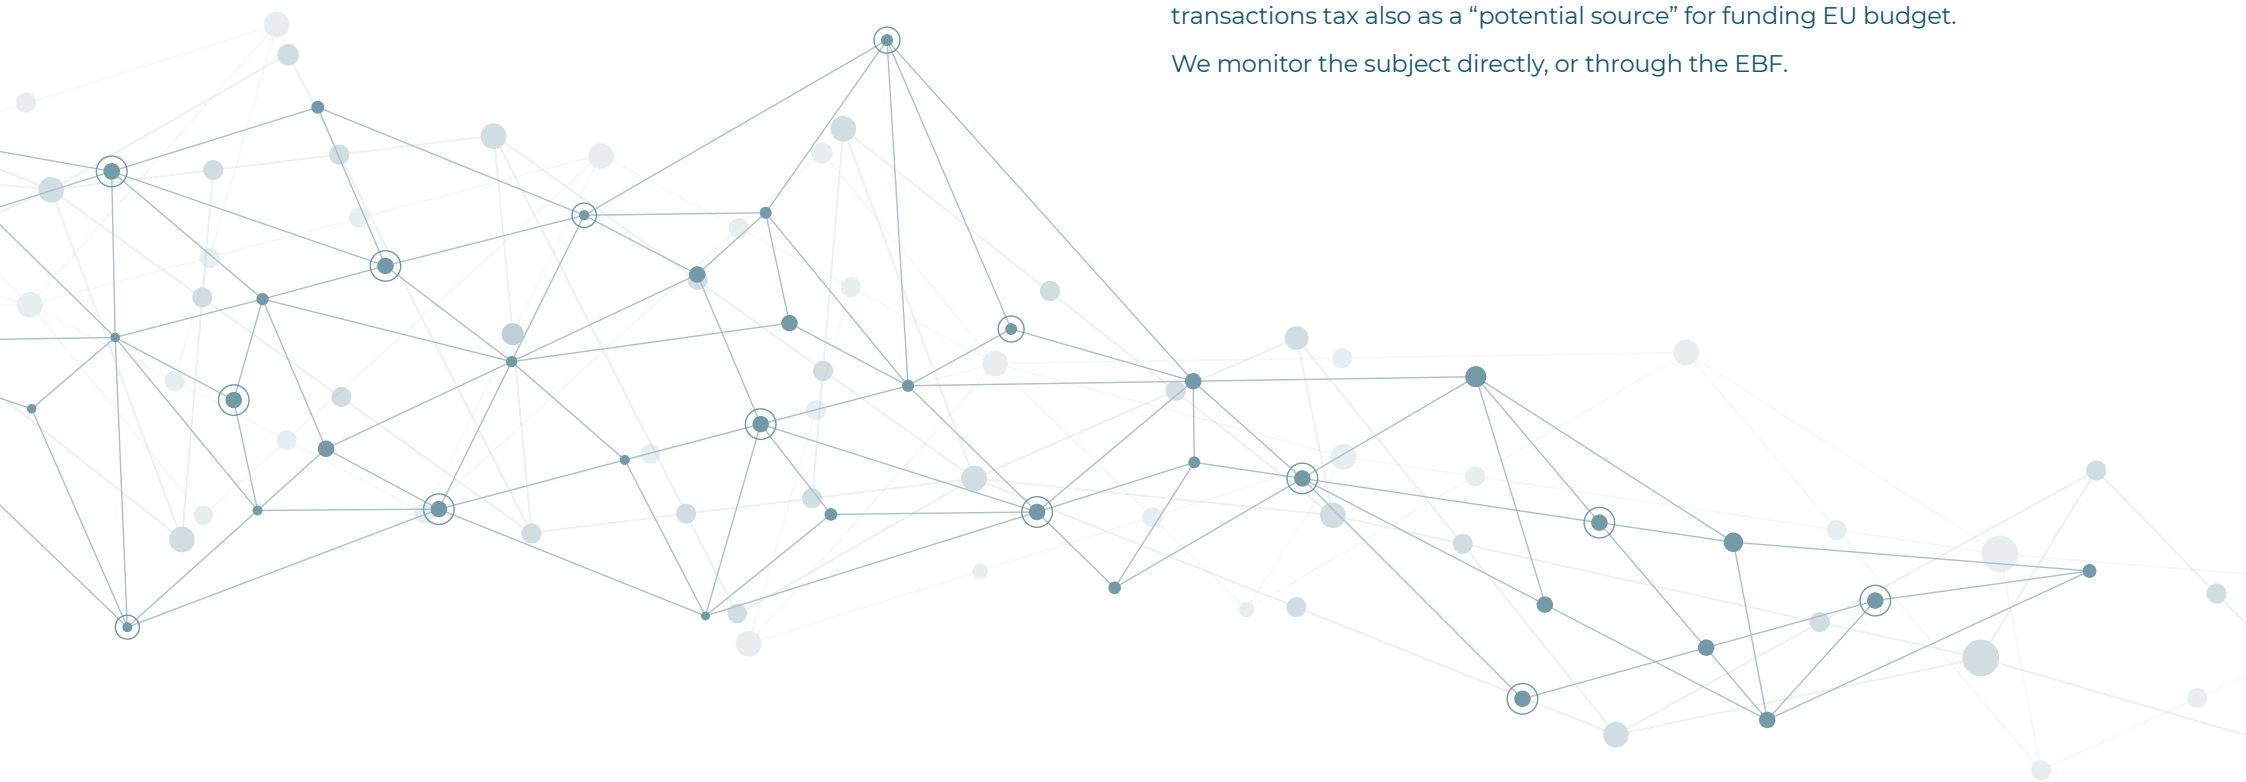 transactions tax also as a “potential source” for funding EU budget.
We monitor the subject directly, or through the EBF.